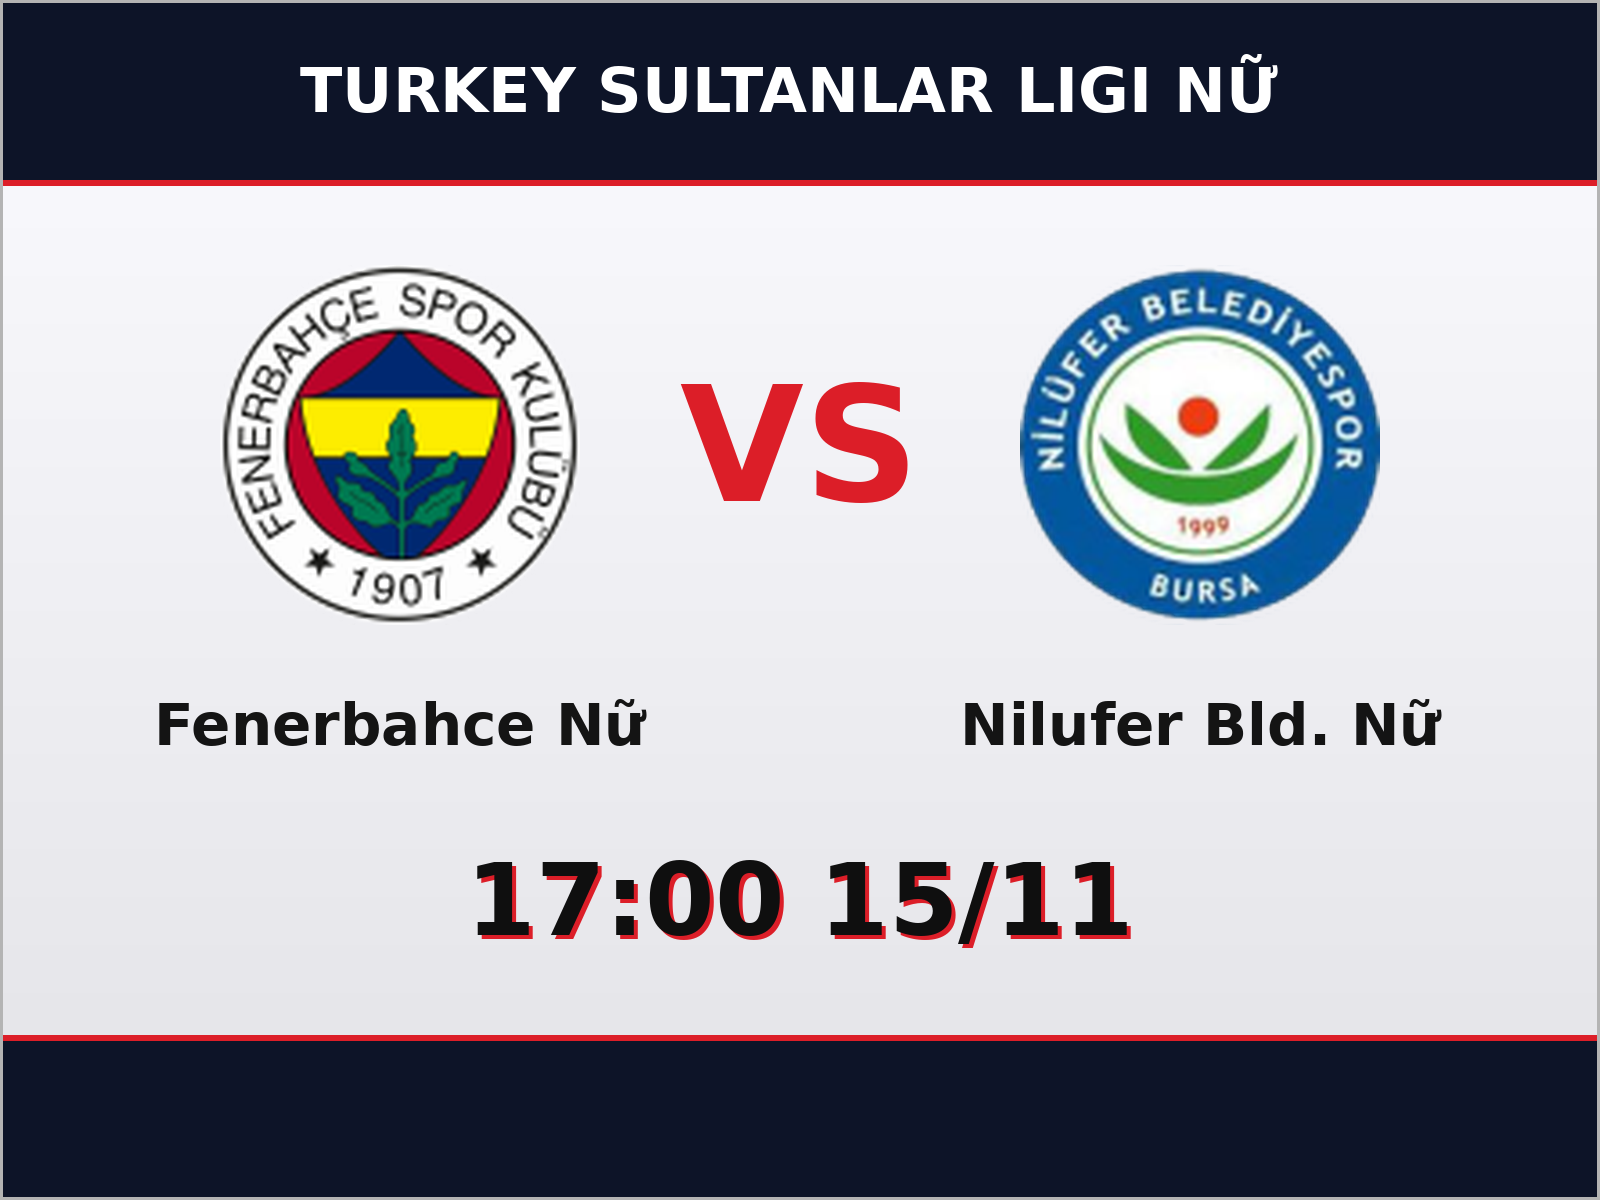 TURKEY SULTANLAR LIGI NỮ
FENERBAHÇE SPOR KULÜBÜ
1907
VS
NİLÜFER BELEDİYESPOR
1999
BURSA
Fenerbahce Nữ
Nilufer Bld. Nữ
17:00 15/11